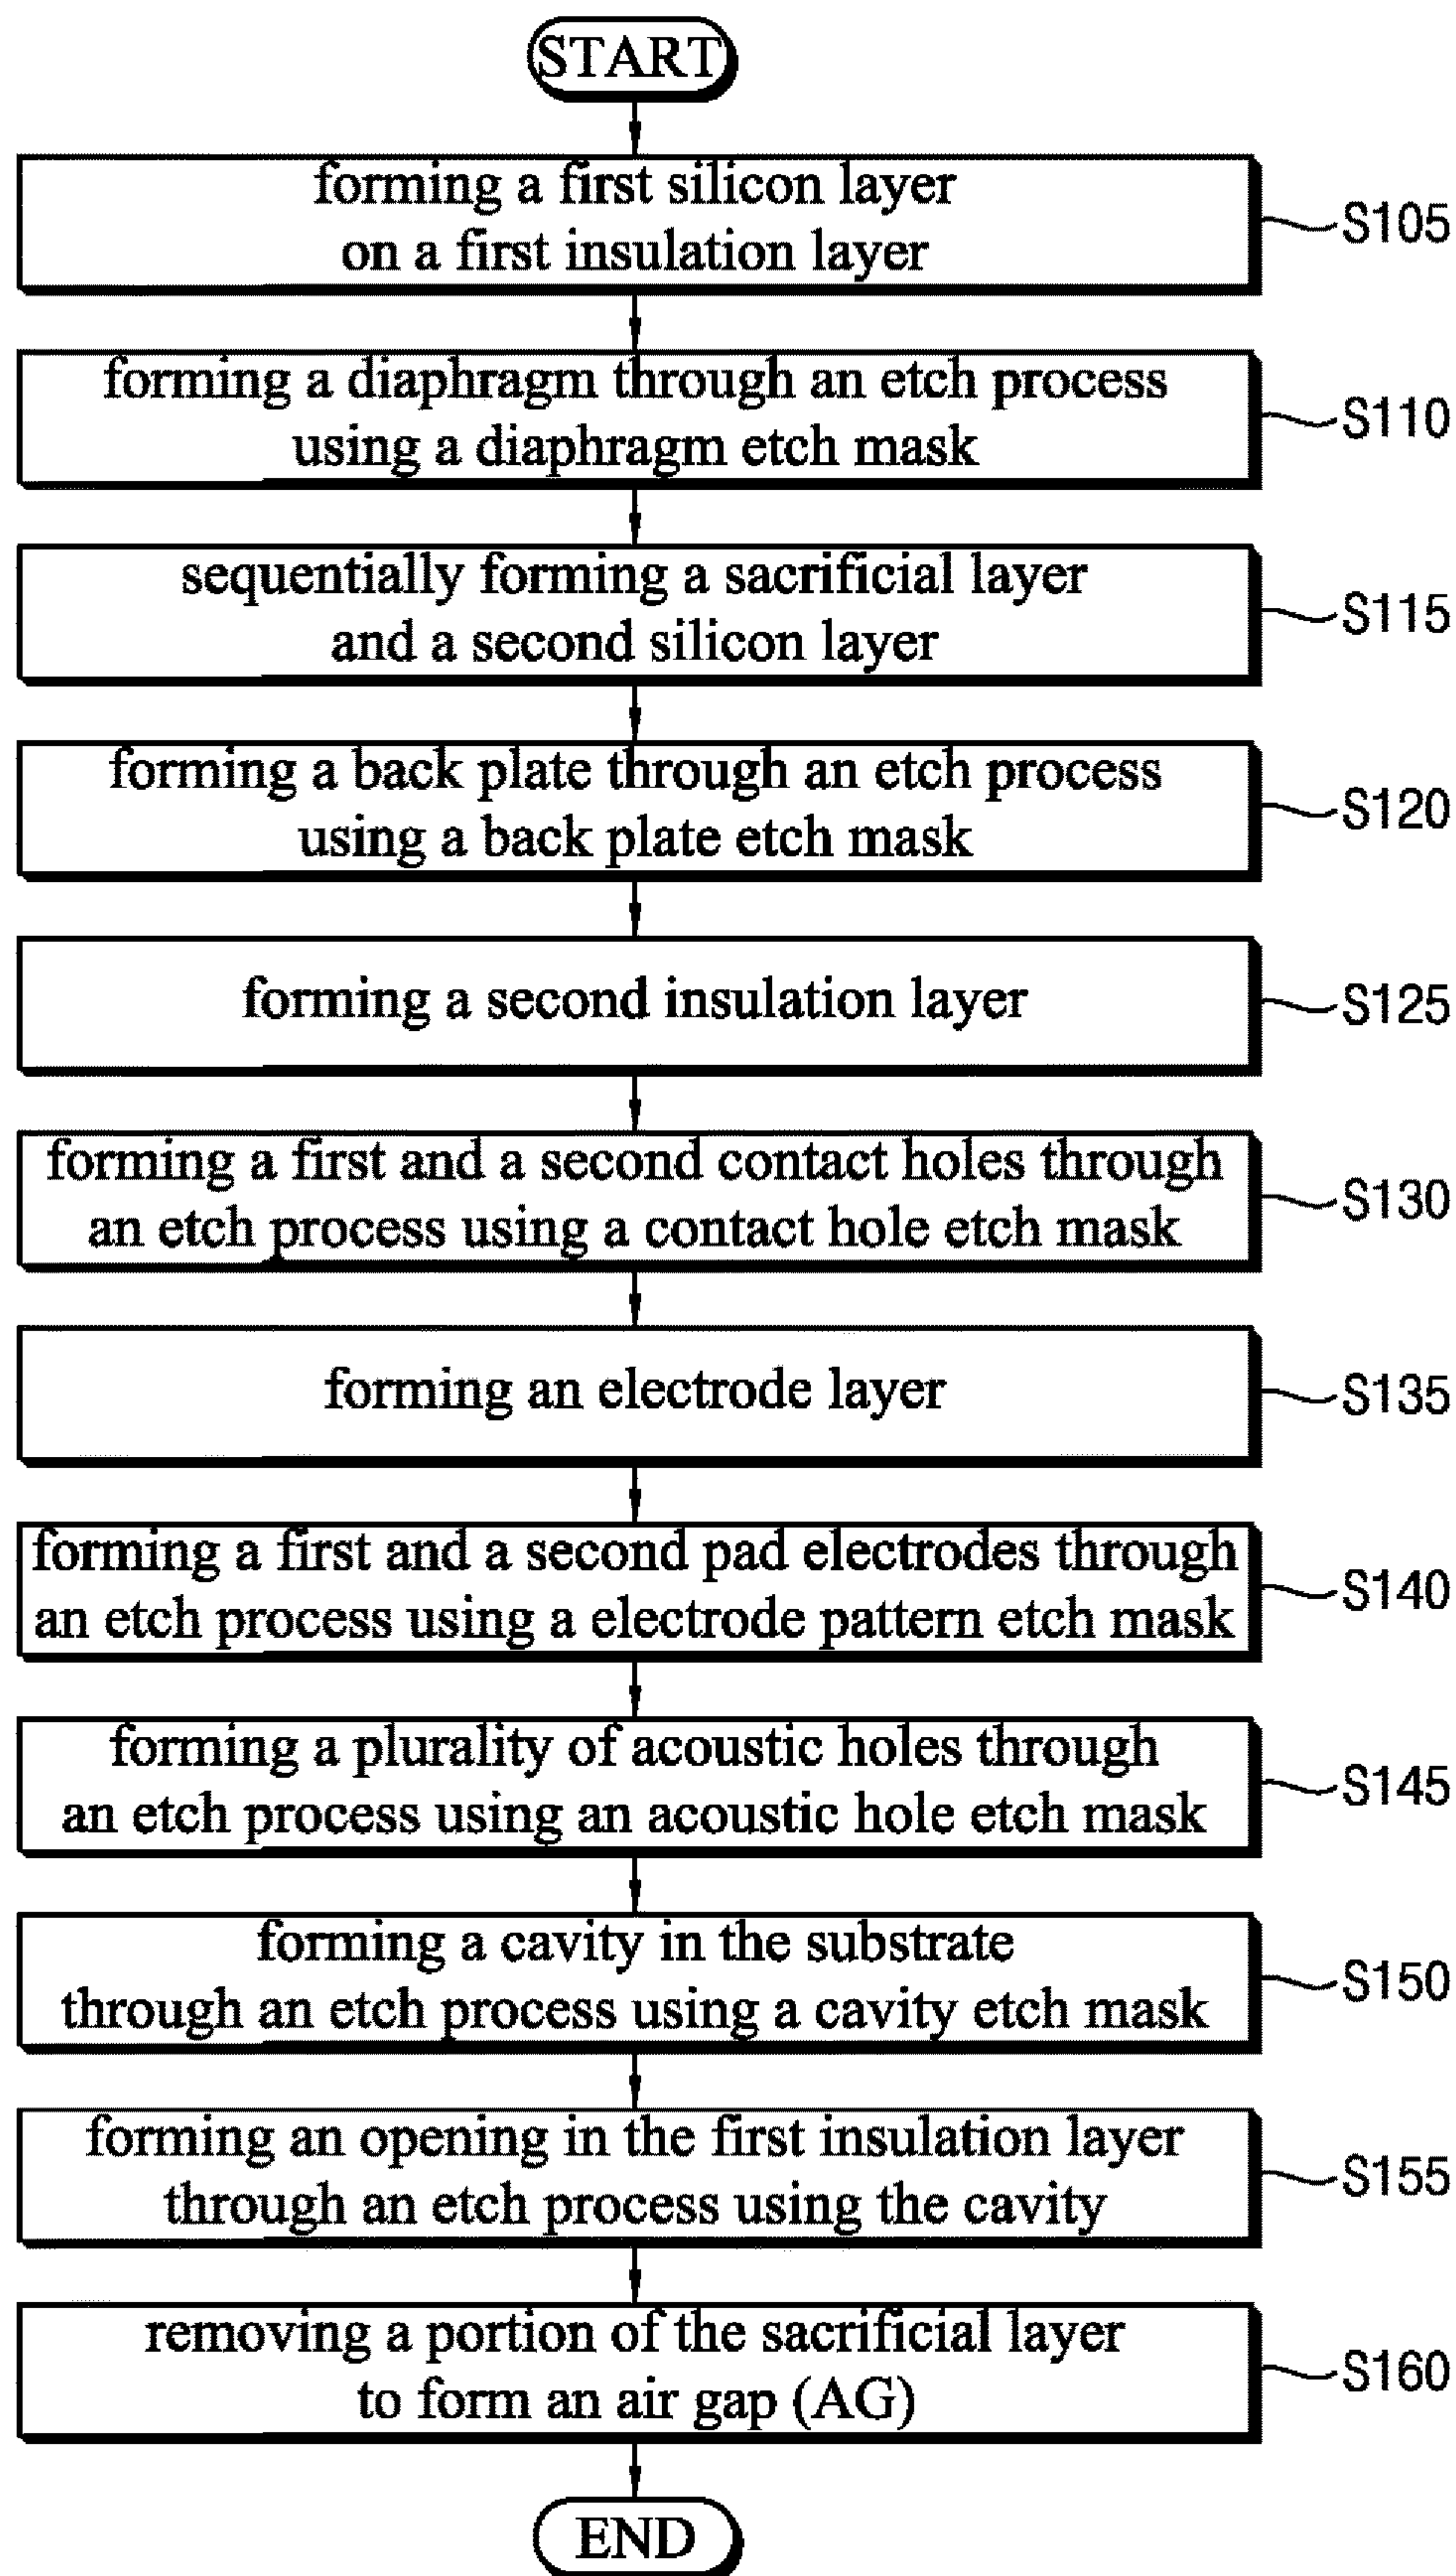 START
forming a first silicon layer
on a first insulation layer
S105
forming a diaphragm through an etch process
using a diaphragm etch mask
S110
sequentially forming a sacrificial layer
and a second silicon layer
S115
forming a back plate through an etch process
using a back plate etch mask
S120
forming a second insulation layer
S125
forming a first and a second contact holes through
an etch process using a contact hole etch mask
S130
forming an electrode layer
S135
forming a first and a second pad electrodes through
an etch process using a electrode pattern etch mask
S140
forming a plurality of acoustic holes through
an etch process using an acoustic hole etch mask
S145
forming a cavity in the substrate
through an etch process using a cavity etch mask
S150
forming an opening in the first insulation layer
through an etch process using the cavity
S155
removing a portion of the sacrificial layer
to form an air gap (AG)
S160
END